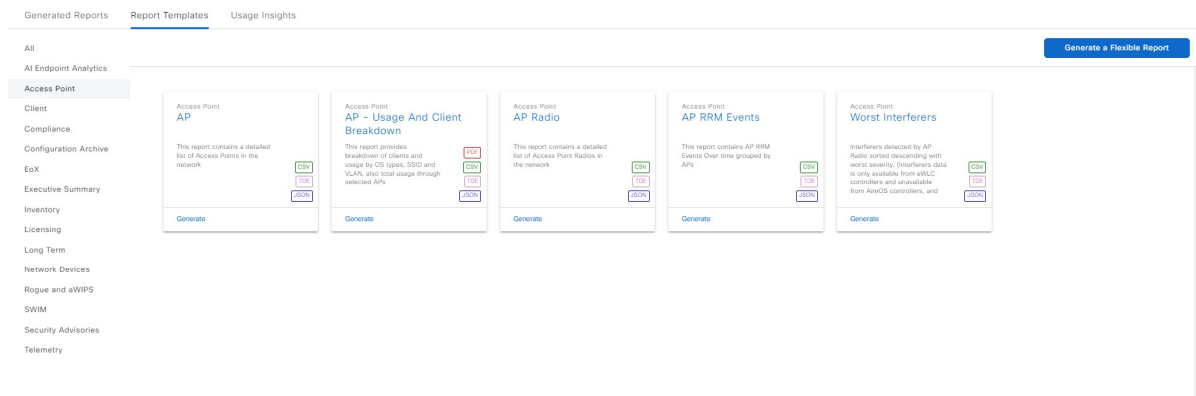 Generated Reports
Report Templates
Usage Insights
Generate a Flexible Report
All
AI Endpoint Analytics
Access Point
Client
Compliance
Configuration Archive
EoX
Executive Summary
Inventory
Licensing
Long Term
Network Devices
Rogue and aWIPS
SWIM
Security Advisories
Telemetry
Access Point
AP
This report contains a detailed
list of Access Points in the
network
CSV
TDE
JSON
Generate
Access Point
AP - Usage And Client
Breakdown
This report provides
breakdown of clients and
usage by OS types, SSID and
VLAN, also total usage through
selected APs
PDF
CSV
TDE
JSON
Generate
Access Point
AP Radio
This report contains a detailed
list of Access Point Radios in
the network
CSV
TDE
JSON
Generate
Access Point
AP RRM Events
This report contains AP RRM
Events Over time grouped by
APs
CSV
TDE
JSON
Generate
Access Point
Worst Interferers
Interferers detected by AP
Radio sorted descending with
worst severity. (Interferers data
is only available from eWLC
controllers and unavailable
from AireOS controllers, and
CSV
TDE
JSON
Generate